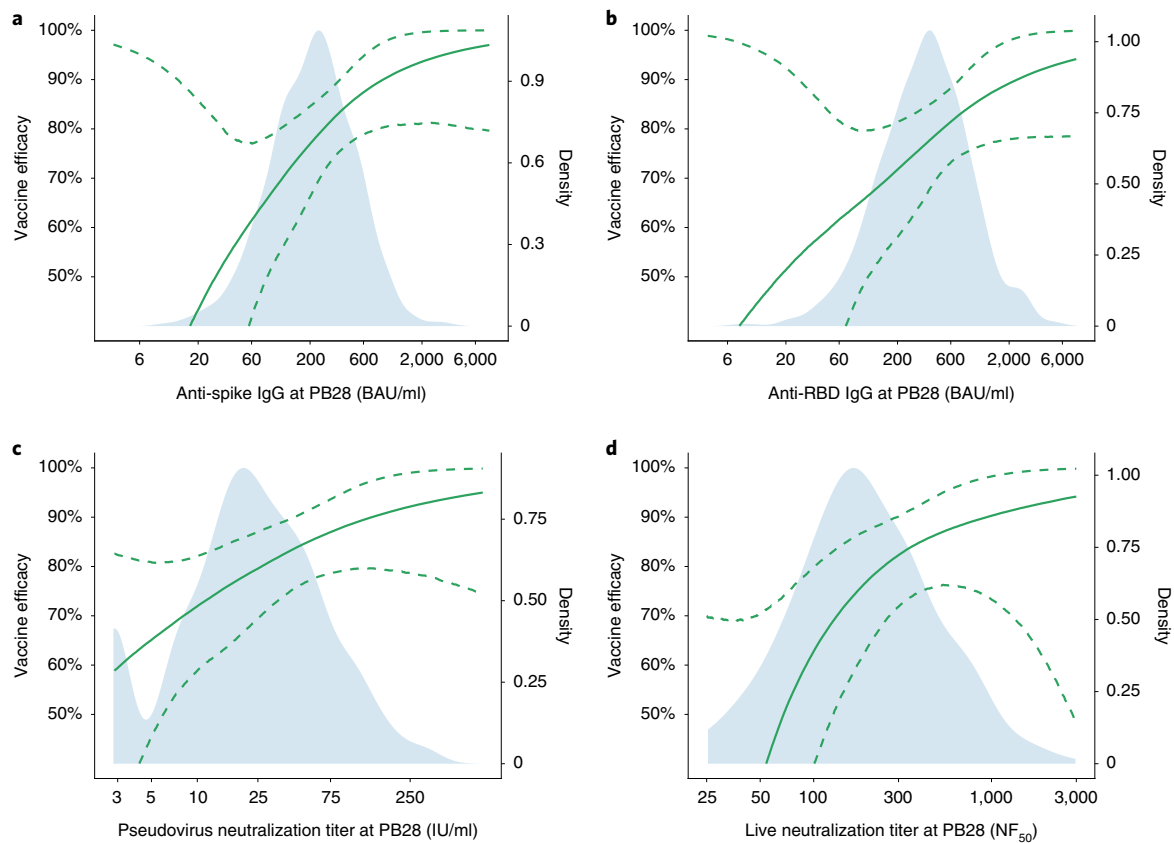 a
100%
90%
80%
70%
60%
50%
Vaccine efficacy
0.9
0.6
0.3
0
Density
6 20 60 200 600 2,000 6,000
Anti-spike IgG at PB28 (BAU/ml)
b
100%
90%
80%
70%
60%
50%
Vaccine efficacy
1.00
0.75
0.50
0.25
0
Density
6 20 60 200 600 2,000 6,000
Anti-RBD IgG at PB28 (BAU/ml)
c
100%
90%
80%
70%
60%
50%
Vaccine efficacy
0.75
0.50
0.25
0
Density
3 5 10 25 75 250
Pseudovirus neutralization titer at PB28 (IU/ml)
d
100%
90%
80%
70%
60%
50%
Vaccine efficacy
1.00
0.75
0.50
0.25
0
Density
25 50 100 300 1,000 3,000
Live neutralization titer at PB28 (NF50)